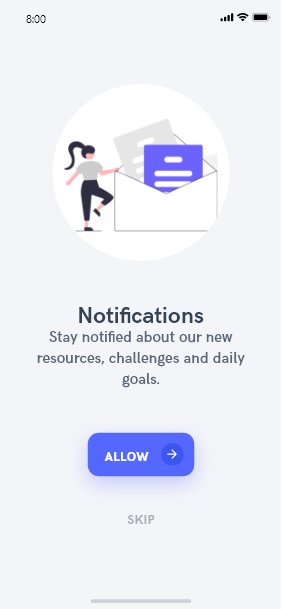 8:00
Notifications
Stay notified about our new
resources, challenges and daily
goals.
ALLOW
SKIP